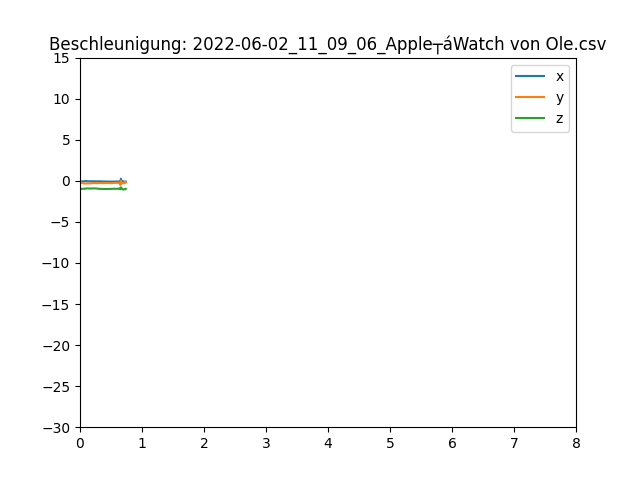 Beschleunigung: 2022-06-02_11_09_06_Apple┬áWatch von Ole.csv
15
10
5
0
−5
−10
−15
−20
−25
−30
0 1 2 3 4 5 6 7 8
x
y
z